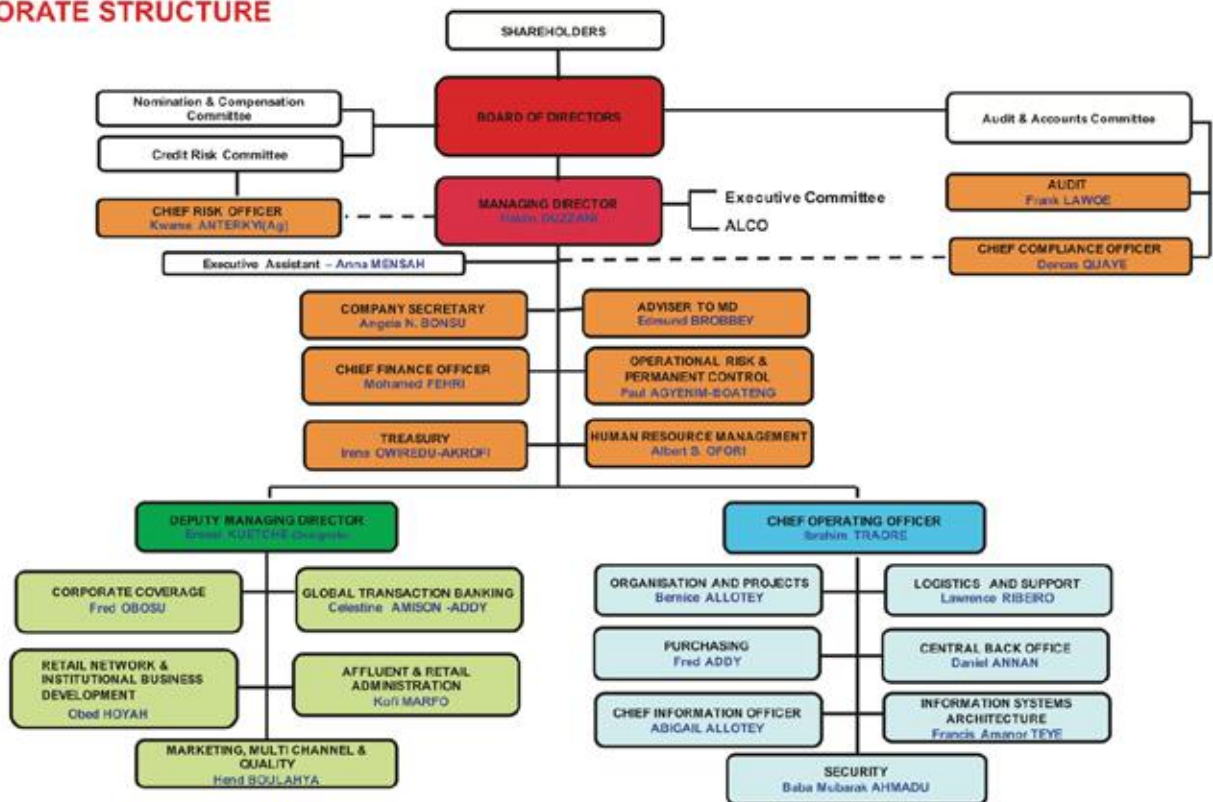 ORATE STRUCTURE
SHAREHOLDERS
Nomination & Compensation
Committee
BOARD OF DIRECTORS
Audit & Accounts Committee
Credit Risk Committee
MANAGING DIRECTOR
Executive Committee
ALCO
CHIEF RISK OFFICER
Kwame ANTERKYI(Ag)
AUDIT
Frank LAWOE
Executive Assistant – Anna MENSAH
CHIEF COMPLIANCE OFFICER
Dorcas QUAYE
COMPANY SECRETARY
Angela N. BONSU
ADVISER TO MD
Edmund BROBBEY
CHIEF FINANCE OFFICER
Mohamed FEHRI
OPERATIONAL RISK &
PERMANENT CONTROL
Paul AGYENIM-BOATENG
TREASURY
Irene OWIREDU-AKROFI
HUMAN RESOURCE MANAGEMENT
Albert S. OFORI
DEPUTY MANAGING DIRECTOR
KUETCHE
CHIEF OPERATING OFFICER
Ibrahim TRAORE
CORPORATE COVERAGE
Fred OBOSU
GLOBAL TRANSACTION BANKING
Celestine AMISON -ADDY
ORGANISATION AND PROJECTS
Bernice ALLOTEY
LOGISTICS AND SUPPORT
Lawrence RIBEIRO
RETAIL NETWORK &
INSTITUTIONAL BUSINESS
DEVELOPMENT
Obed HOYAH
AFFLUENT & RETAIL
ADMINISTRATION
Kofi MARFO
PURCHASING
Fred ADDY
CENTRAL BACK OFFICE
Daniel ANNAN
CHIEF INFORMATION OFFICER
ABIGAIL ALLOTEY
INFORMATION SYSTEMS
ARCHITECTURE
Francis Amanor TEYE
MARKETING, MULTI CHANNEL &
QUALITY
Hend BOULAHYA
SECURITY
Baba Mubarak AHMADU